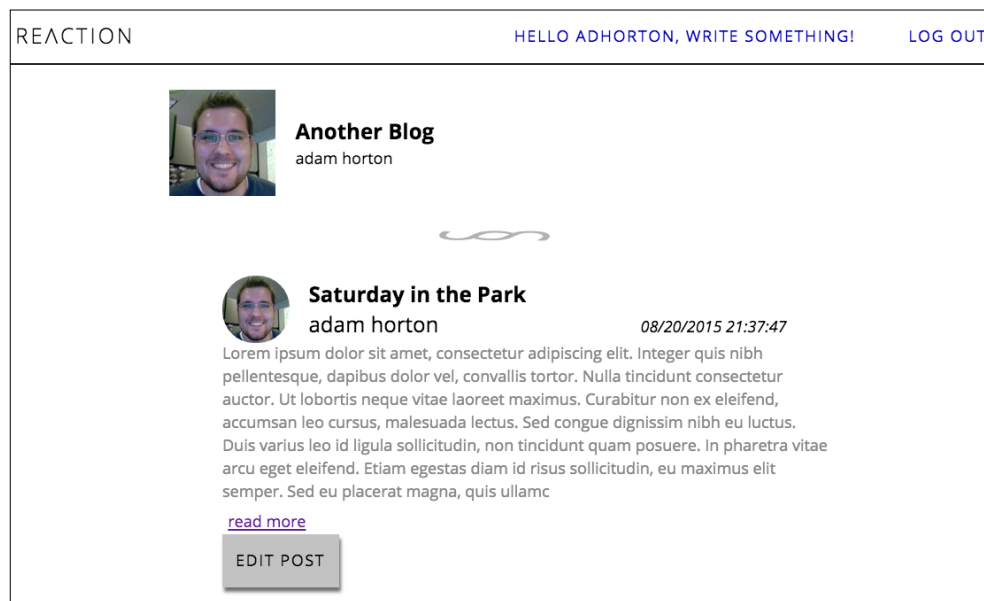 REACTION HELLO ADHORTON, WRITE SOMETHING! LOG OUT
Another Blog
adam horton
Saturday in the Park
adam horton 08/20/2015 21:37:47
Lorem ipsum dolor sit amet, consectetur adipiscing elit. Integer quis nibh
pellentesque, dapibus dolor vel, convallis tortor. Nulla tincidunt consectetur
auctor. Ut lobortis neque vitae laoreet maximus. Curabitur non ex eleifend,
accumsan leo cursus, malesuada lectus. Sed congue dignissim nibh eu luctus.
Duis varius leo id ligula sollicitudin, non tincidunt quam posuere. In pharetra vitae
arcu eget eleifend. Etiam egestas diam id risus sollicitudin, eu maximus elit
semper. Sed eu placerat magna, quis ullamc
read more
EDIT POST